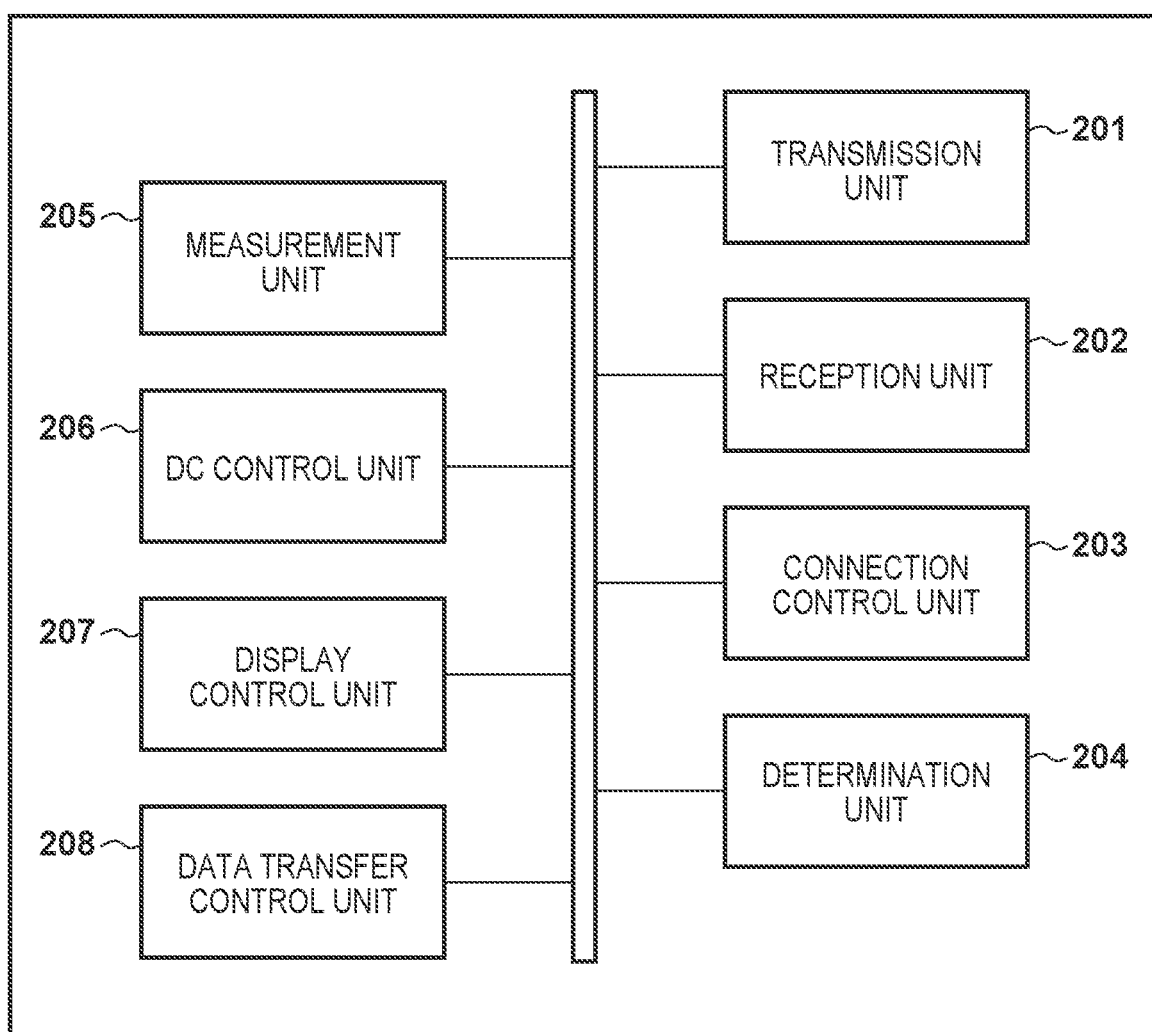 201
TRANSMISSION
UNIT
205
MEASUREMENT
UNIT
202
RECEPTION UNIT
206
DC CONTROL UNIT
203
CONNECTION
CONTROL UNIT
207
DISPLAY
CONTROL UNIT
204
DETERMINATION
UNIT
208
DATA TRANSFER
CONTROL UNIT